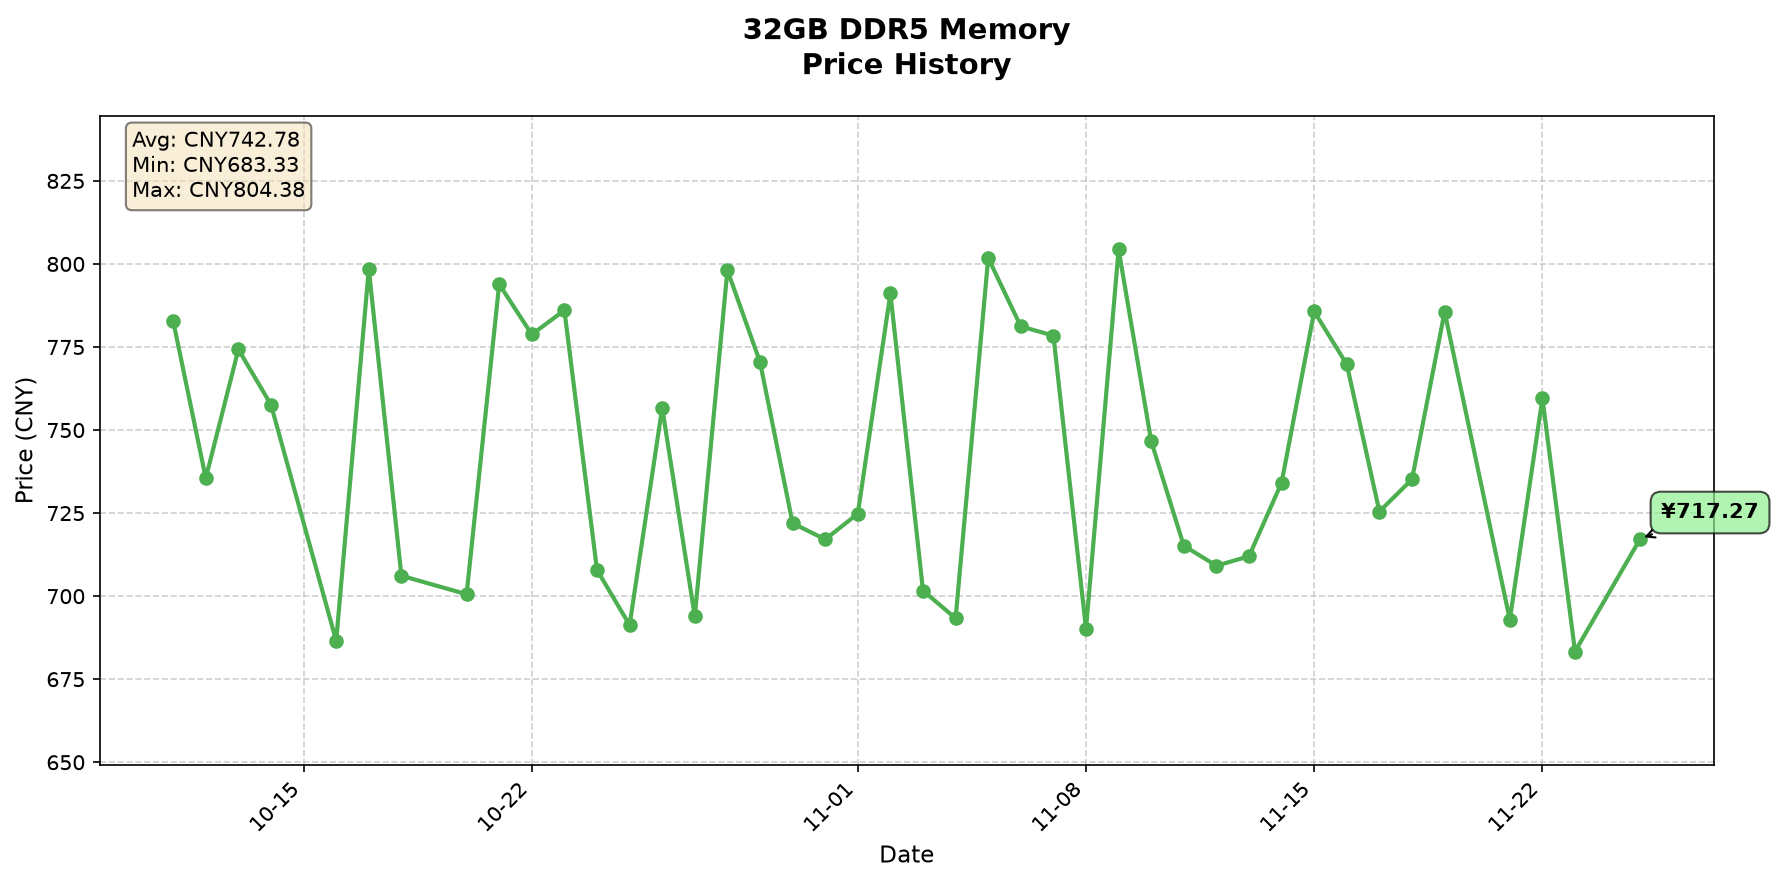 32GB DDR5 Memory
Price History
Avg: CNY742.78
Min: CNY683.33
Max: CNY804.38
825
800
775
750
725
700
675
650
Price (CNY)
¥717.27
10-15
10-22
11-01
11-08
11-15
11-22
Date